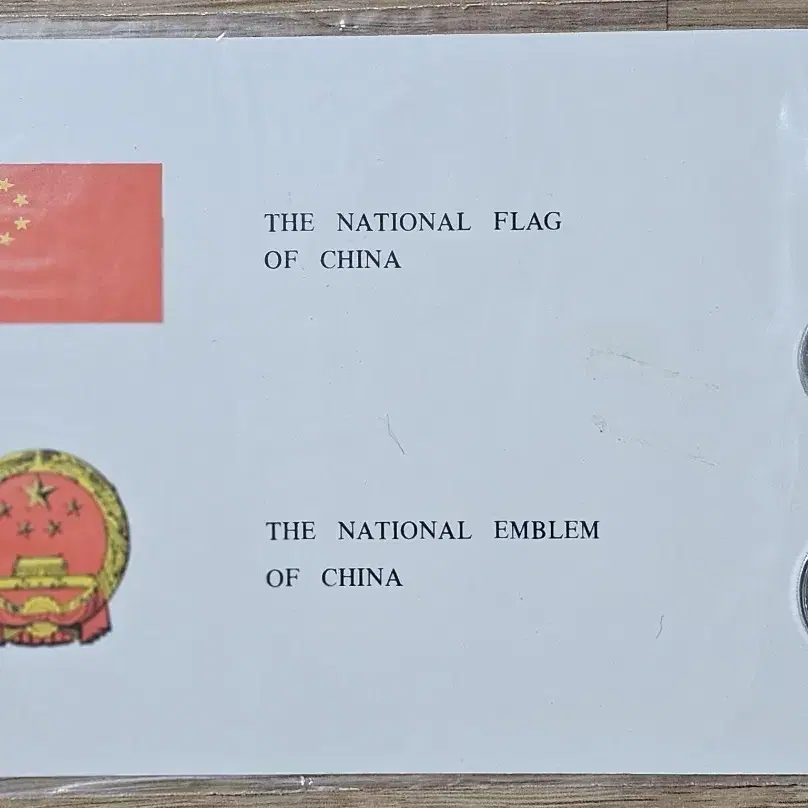 THE NATIONAL FLAG
OF CHINA
THE NATIONAL EMBLEM
OF CHINA